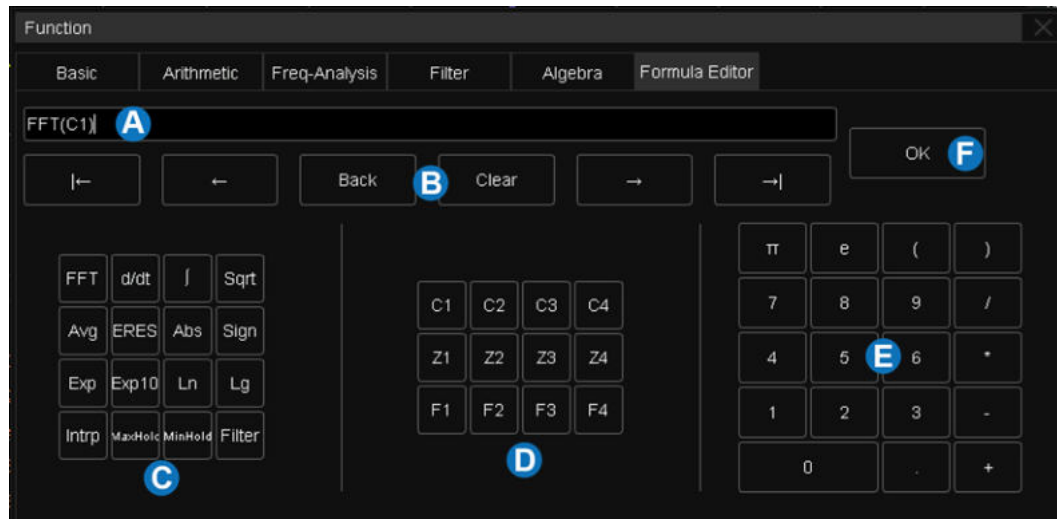 Function
Basic Arithmetic Freq-Analysis Filter Algebra Formula Editor
FFT(C1) A
|← ← Back B Clear → →| OK F
FFT d/dt ∫ Sqrt
Avg ERES Abs Sign
Exp Exp10 Ln Lg
Intrp MaxHold MinHold Filter
C
C1 C2 C3 C4
Z1 Z2 Z3 Z4
F1 F2 F3 F4
D
π e ( )
7 8 9 /
4 5 E 6 *
1 2 3 -
0 . +